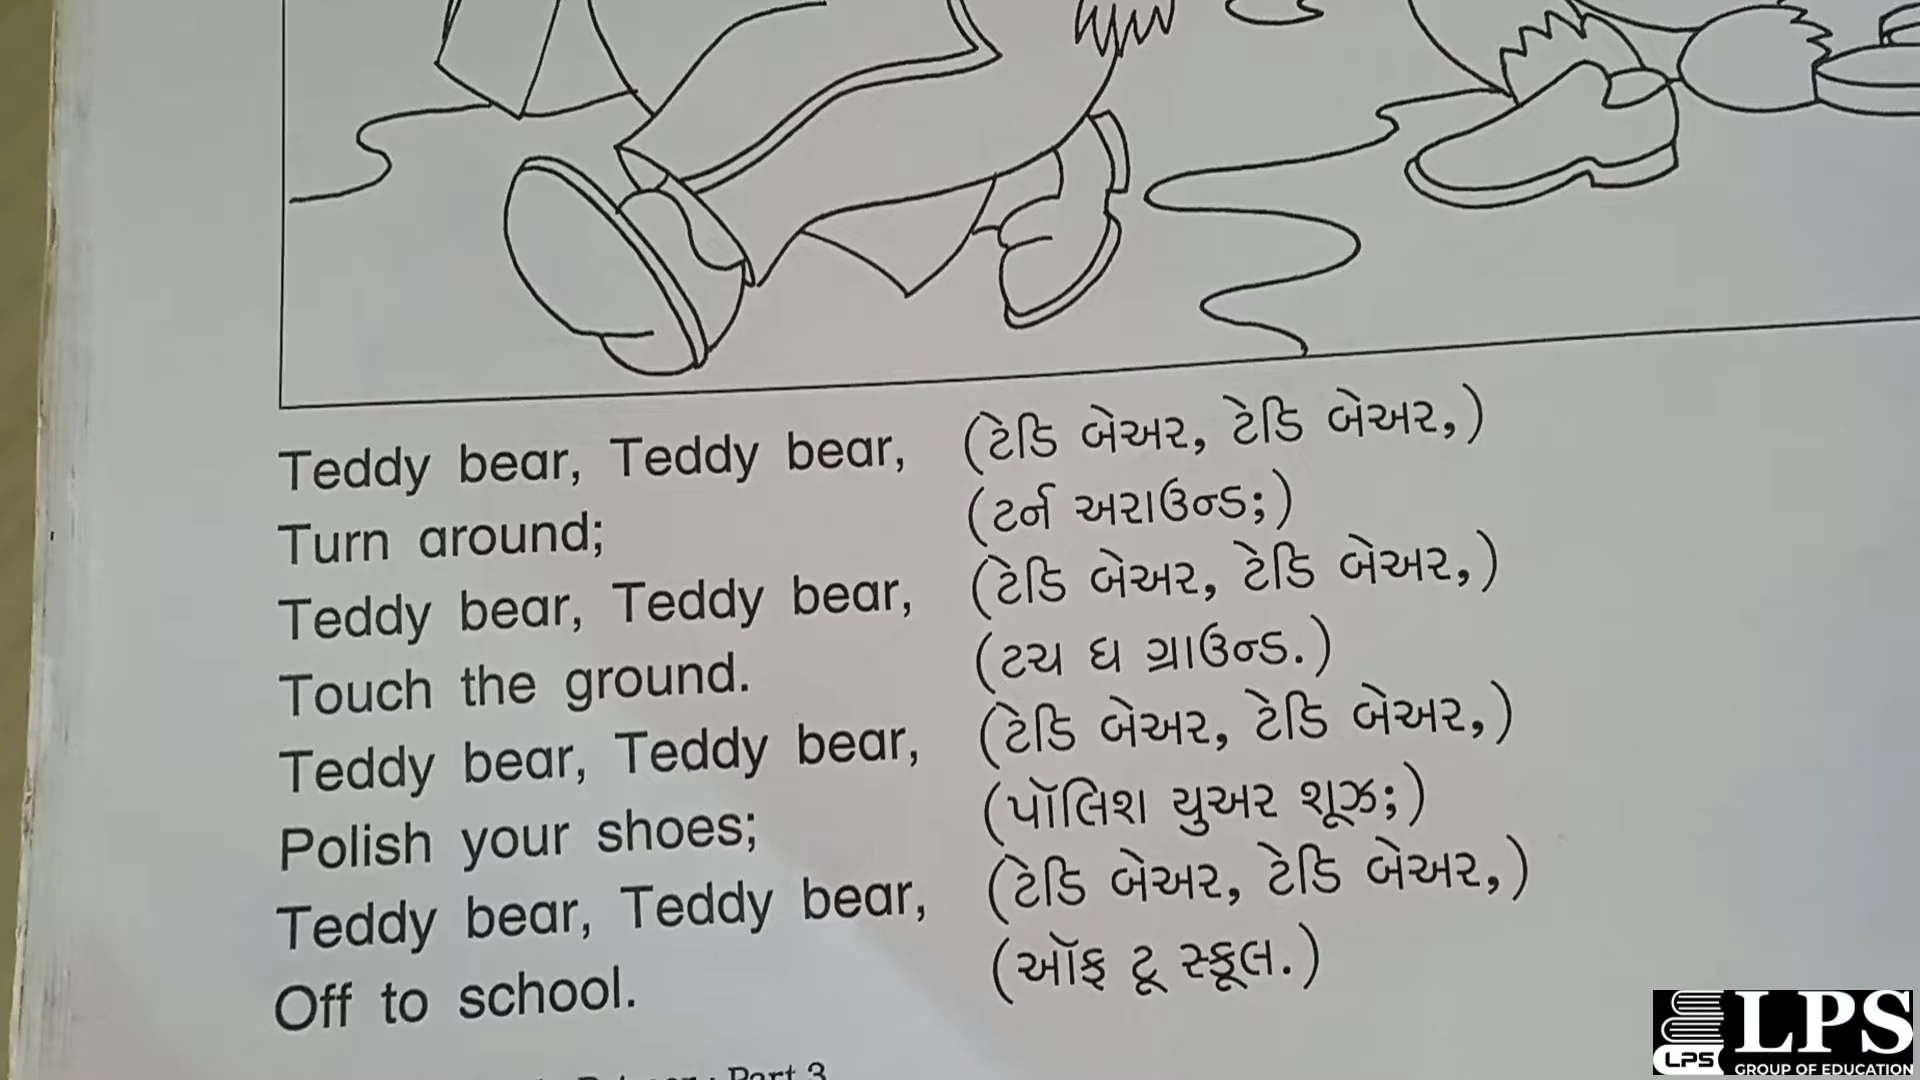 Teddy bear, Teddy bear, (ટેડિ બેઅર, ટેડિ બેઅર,)
Turn around; (ટર્ન અરાઉન્ડ;)
Teddy bear, Teddy bear, (ટેડિ બેઅર, ટેડિ બેઅર,)
Touch the ground. (ટચ ધ ગ્રાઉન્ડ.)
Teddy bear, Teddy bear, (ટેડિ બેઅર, ટેડિ બેઅર,)
Polish your shoes; (પૉલિશ યુઅર શૂઝ;)
Teddy bear, Teddy bear, (ટેડિ બેઅર, ટેડિ બેઅર,)
Off to school. (ઑફ ટૂ સ્કૂલ.)
Part 3
LPS
LPS
GROUP OF EDUCATION